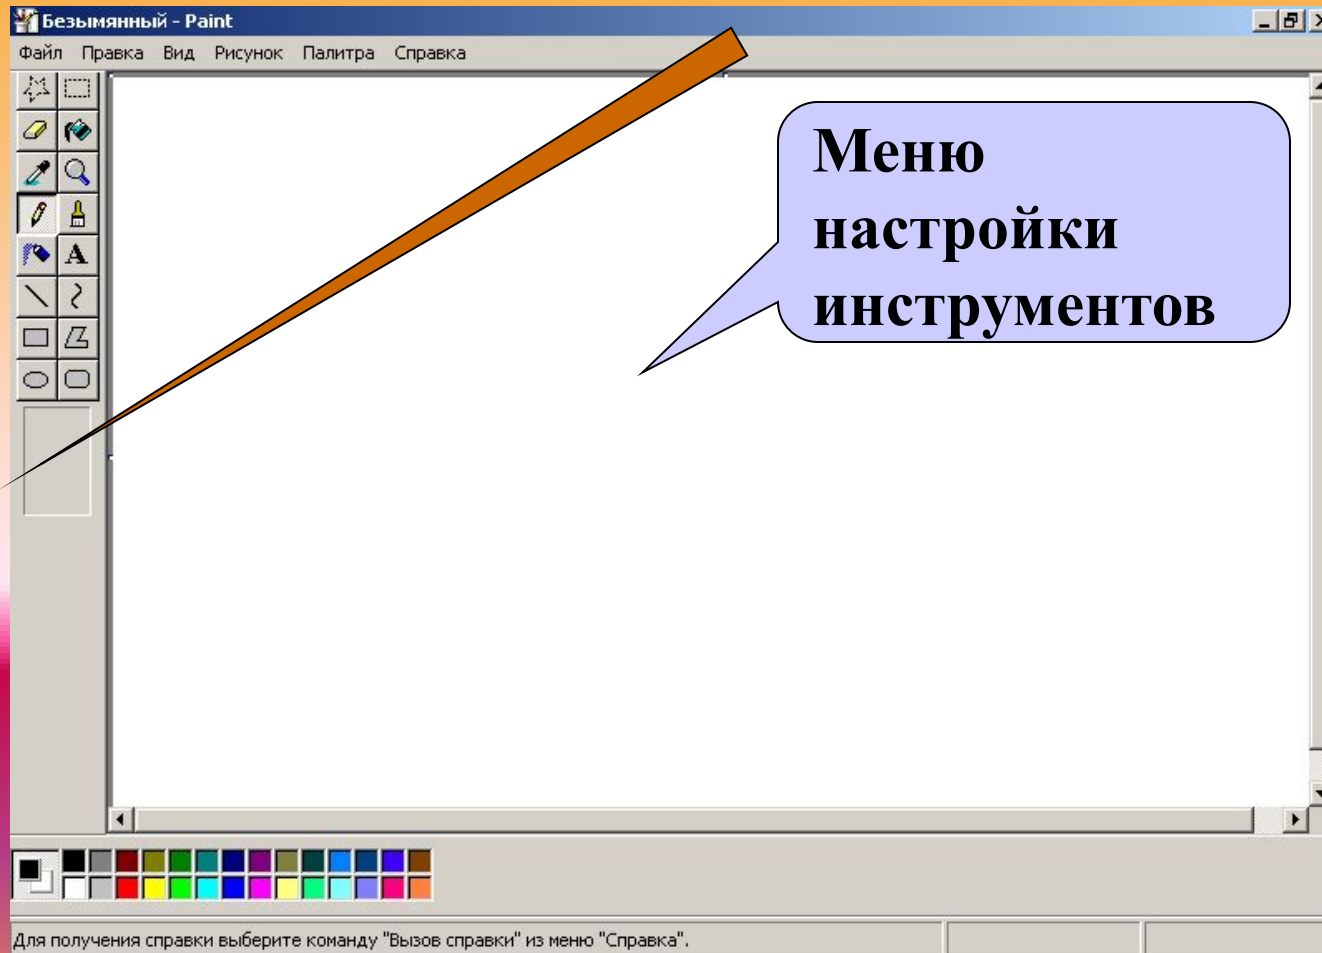 Безымянный - Paint
Файл Правка Вид Рисунок Палитра Справка
A
Меню
настройки
инструментов
Для получения справки выберите команду "Вызов справки" из меню "Справка".